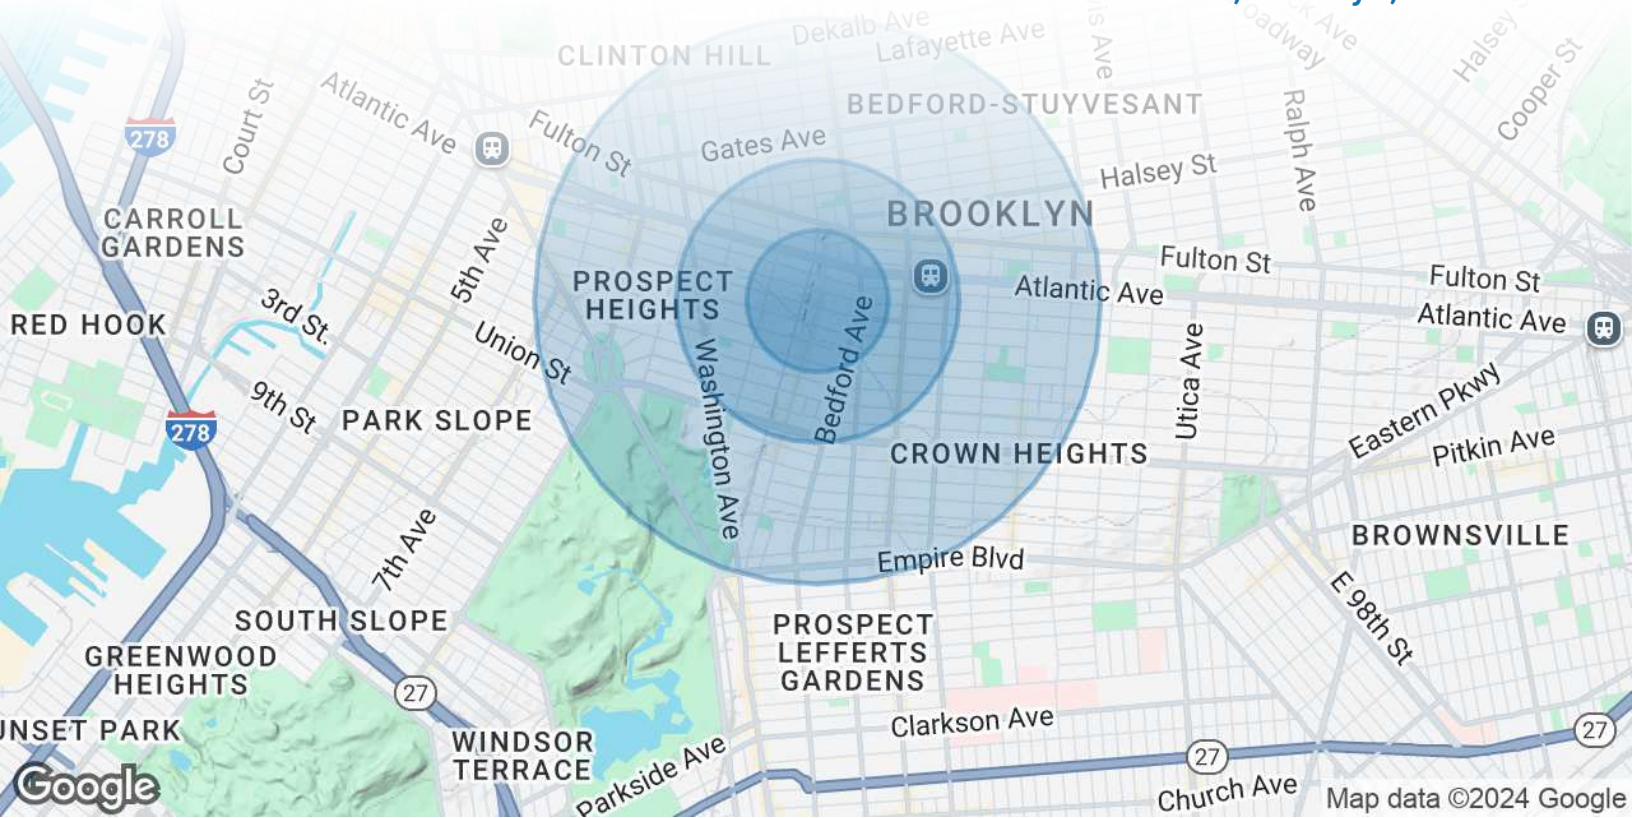 Dekalb Ave
Lafayette Ave
CLINTON HILL
Halsey S
Cooper St
BEDFORD-STUYVESANT
Atlantic Ave
Court St
278
Fulton St
Gates Ave
Ralph Ave
Halsey St
CARROLL
GARDENS
BROOKLYN
5th Ave
Fulton St
Fulton St
PROSPECT
HEIGHTS
Atlantic Ave
Atlantic Ave
RED HOOK
3rd St.
Union St
Bedford Ave
Washington Ave
Utica Ave
Eastern Pkwy
9th St
PARK SLOPE
278
CROWN HEIGHTS
Pitkin Ave
7th Ave
BROWNSVILLE
Empire Blvd
E 98th St
SOUTH SLOPE
PROSPECT
LEFFERTS
GARDENS
GREENWOOD
HEIGHTS
27
Clarkson Ave
UNSET PARK
WINDSOR
TERRACE
27
27
Parkside Ave
Church Ave
Google
Map data ©2024 Google